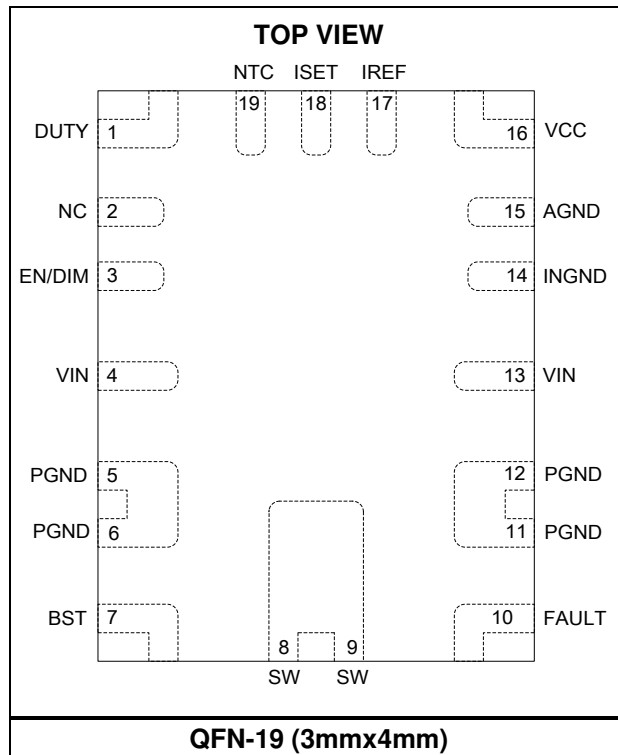 TOP VIEW
NTC ISET IREF
19 18 17
DUTY 1 16 VCC
NC 2 15 AGND
EN/DIM 3 14 INGND
VIN 4 13 VIN
PGND 5 12 PGND
PGND 6 11 PGND
BST 7 10 FAULT
8 9
SW SW
QFN-19 (3mmx4mm)